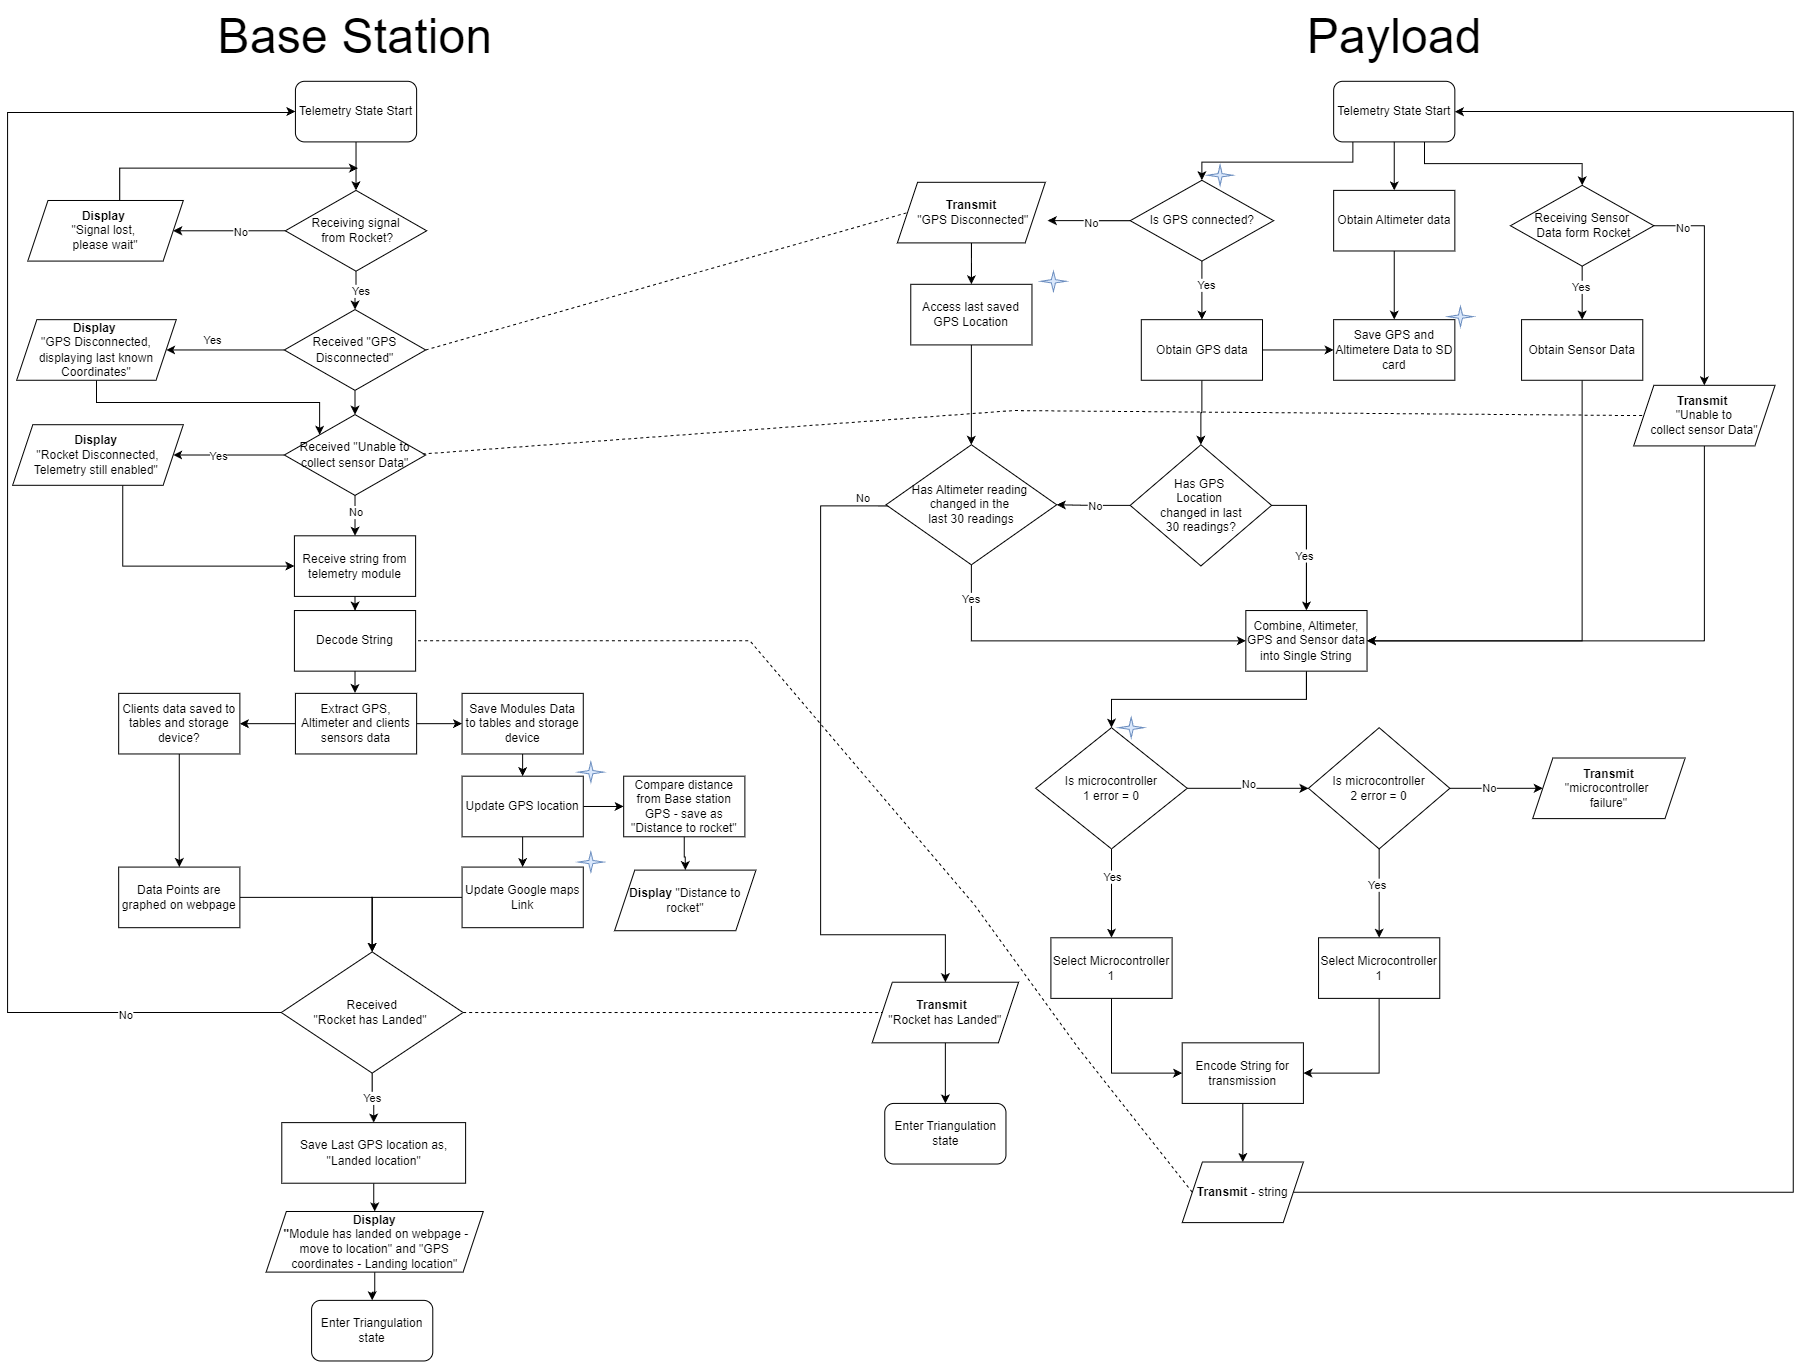 Base Station
Payload
Telemetry State Start
Receiving signal
from Rocket?
No
Display
"Signal lost,
please wait"
Yes
Received "GPS
Disconnected"
Yes
Display
"GPS Disconnected,
displaying last known
Coordinates"
Received "Unable to
collect sensor Data"
Yes
Display
"Rocket Disconnected,
Telemetry still enabled"
No
Receive string from
telemetry module
Decode String
Clients data saved to
tables and storage
device?
Extract GPS,
Altimeter and clients
sensors data
Save Modules Data
to tables and storage
device
Update GPS location
Compare distance
from Base station
GPS - save as
"Distance to rocket"
Data Points are
graphed on webpage
Update Google maps
Link
Display "Distance to
rocket"
Received
"Rocket has Landed"
No
Yes
Save Last GPS location as,
"Landed location"
Display
"Module has landed on webpage -
move to location" and "GPS
coordinates - Landing location"
Enter Triangulation
state
Telemetry State Start
Transmit
"GPS Disconnected"
No
Is GPS connected?
Obtain Altimeter data
Receiving Sensor
Data form Rocket
No
Access last saved
GPS Location
Yes
Yes
Obtain GPS data
Save GPS and
Altimetere Data to SD
card
Obtain Sensor Data
Transmit
"Unable to
collect sensor Data"
No
Has Altimeter reading
changed in the
last 30 readings
No
Has GPS
Location
changed in last
30 readings?
Yes
Yes
Combine, Altimeter,
GPS and Sensor data
into Single String
Is microcontroller
1 error = 0
No
Is microcontroller
2 error = 0
No
Transmit
"microcontroller
failure"
Yes
Yes
Select Microcontroller
1
Select Microcontroller
1
Transmit
"Rocket has Landed"
Encode String for
transmission
Enter Triangulation
state
Transmit - string